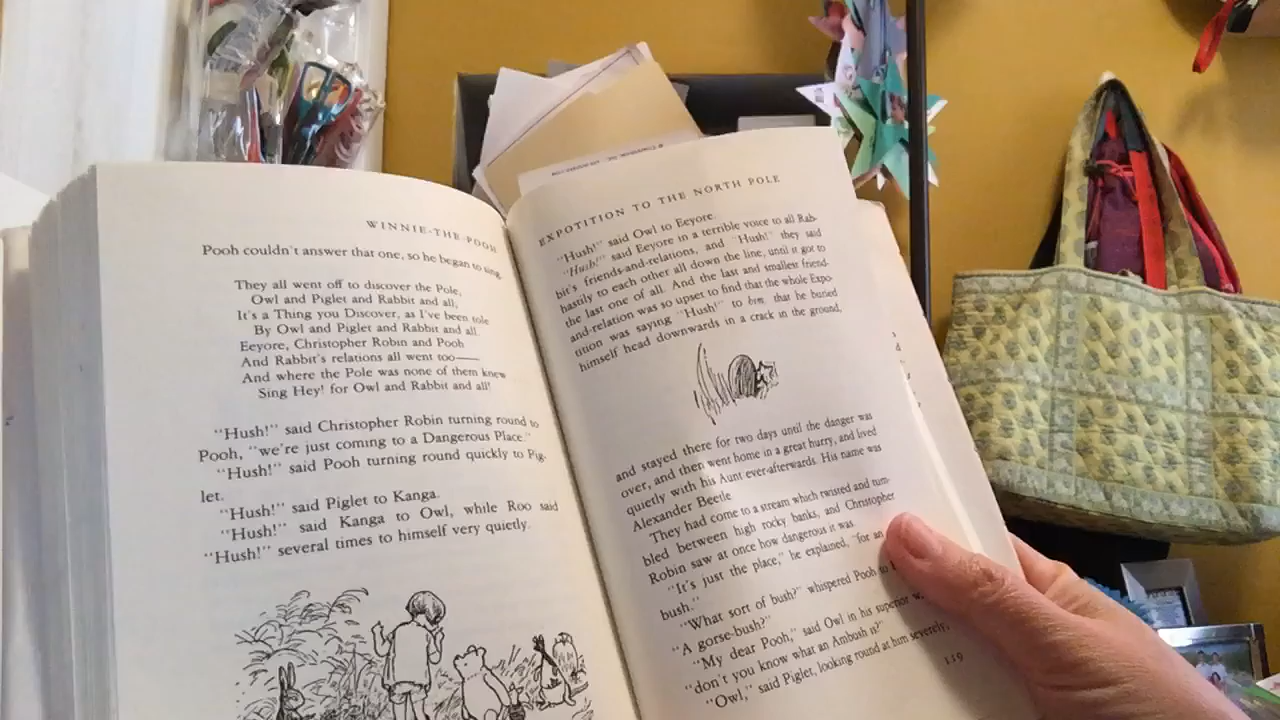 WINNIE-THE-POOH
Pooh couldn't answer that one, so he began to sing.
They all went off to discover the Pole,
Owl and Piglet and Rabbit and all;
It's a Thing you Discover, as I've been tole
By Owl and Piglet and Rabbit and all.
Eeyore, Christopher Robin and Pooh
And Rabbit's relations all went too—
And where the Pole was none of them knew
Sing Hey! for Owl and Rabbit and all!
"Hush!" said Christopher Robin turning round to
Pooh, "we're just coming to a Dangerous Place."
"Hush!" said Pooh turning round quickly to Pig-
let.
"Hush!" said Piglet to Kanga.
"Hush!" said Kanga to Owl, while Roo said
"Hush!" several times to himself very quietly.
EXPOTITION TO THE NORTH POLE
"Hush!" said Owl to Eeyore.
"Hush!" said Eeyore in a terrible voice to all Rab-
bit's friends-and-relations, and "Hush!" they said
hastily to each other all down the line, until it got to
the last one of all. And the last and smallest friend-
and-relation was so upset to find that the whole Expo-
tition was saying "Hush!" to him, that he buried
himself head downwards in a crack in the ground,
and stayed there for two days until the danger was
over, and then went home in a great hurry, and lived
quietly with his Aunt ever-afterwards. His name was
Alexander Beetle
They had come to a stream which twisted and tum-
bled between high rocky banks, and Christopher
Robin saw at once how dangerous it was.
"It's just the place," he explained, "for an
bush."
"What sort of bush?" whispered Pooh to
"A gorse-bush?"
"My dear Pooh," said Owl in his superior
"don't you know what an Ambush is?"
"Owl," said Piglet, looking round at him severely,
119